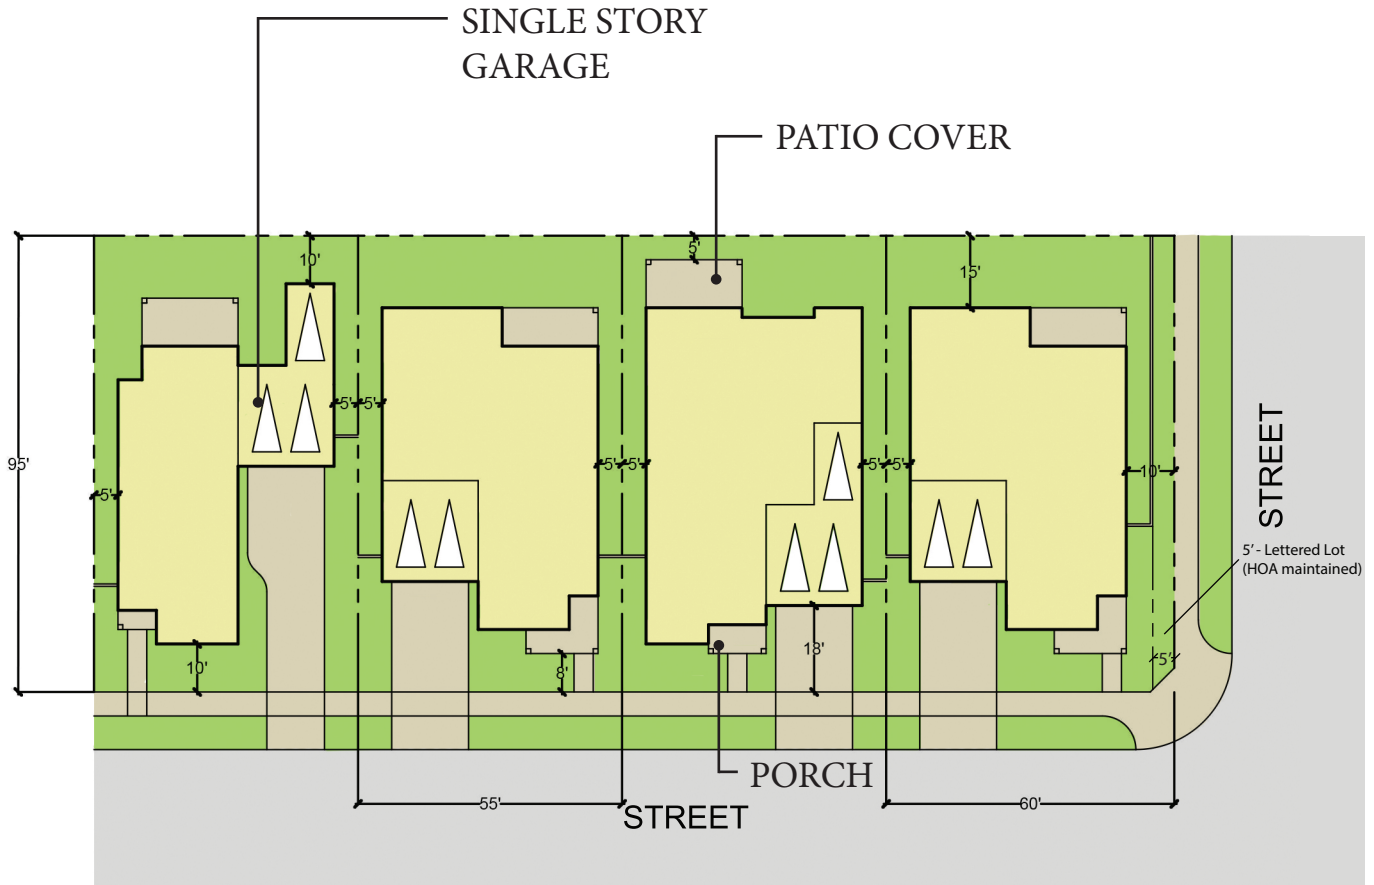 SINGLE STORY
GARAGE
PATIO COVER
5'
10'
15'
5' 5'
95'
5' 5'
5' 5'
10'
5'
STREET
5' - Lettered Lot
(HOA maintained)
18'
5'
10'
8'
PORCH
55'
60'
STREET